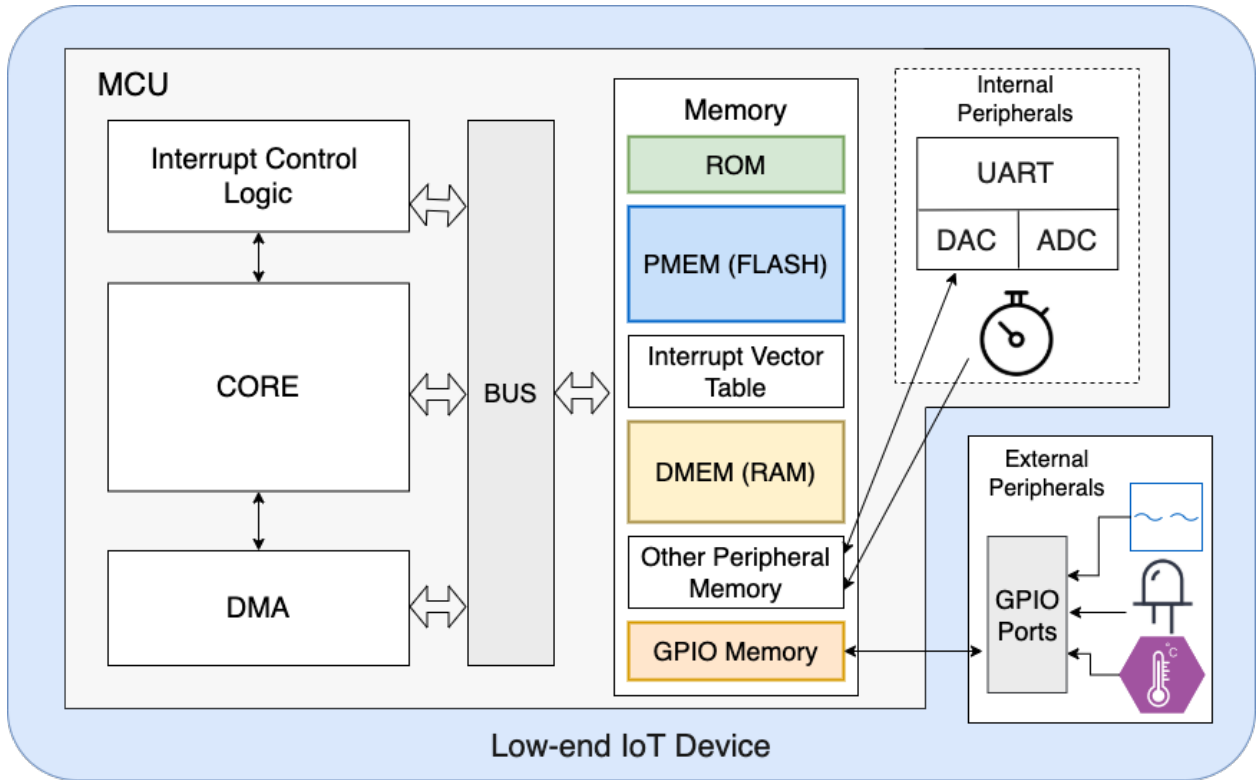 MCU
Interrupt Control
Logic
CORE
DMA
BUS
Memory
ROM
PMEM (FLASH)
Interrupt Vector
Table
DMEM (RAM)
Other Peripheral
Memory
GPIO Memory
Internal
Peripherals
UART
DAC
ADC
External
Peripherals
GPIO
Ports
°C
Low-end IoT Device